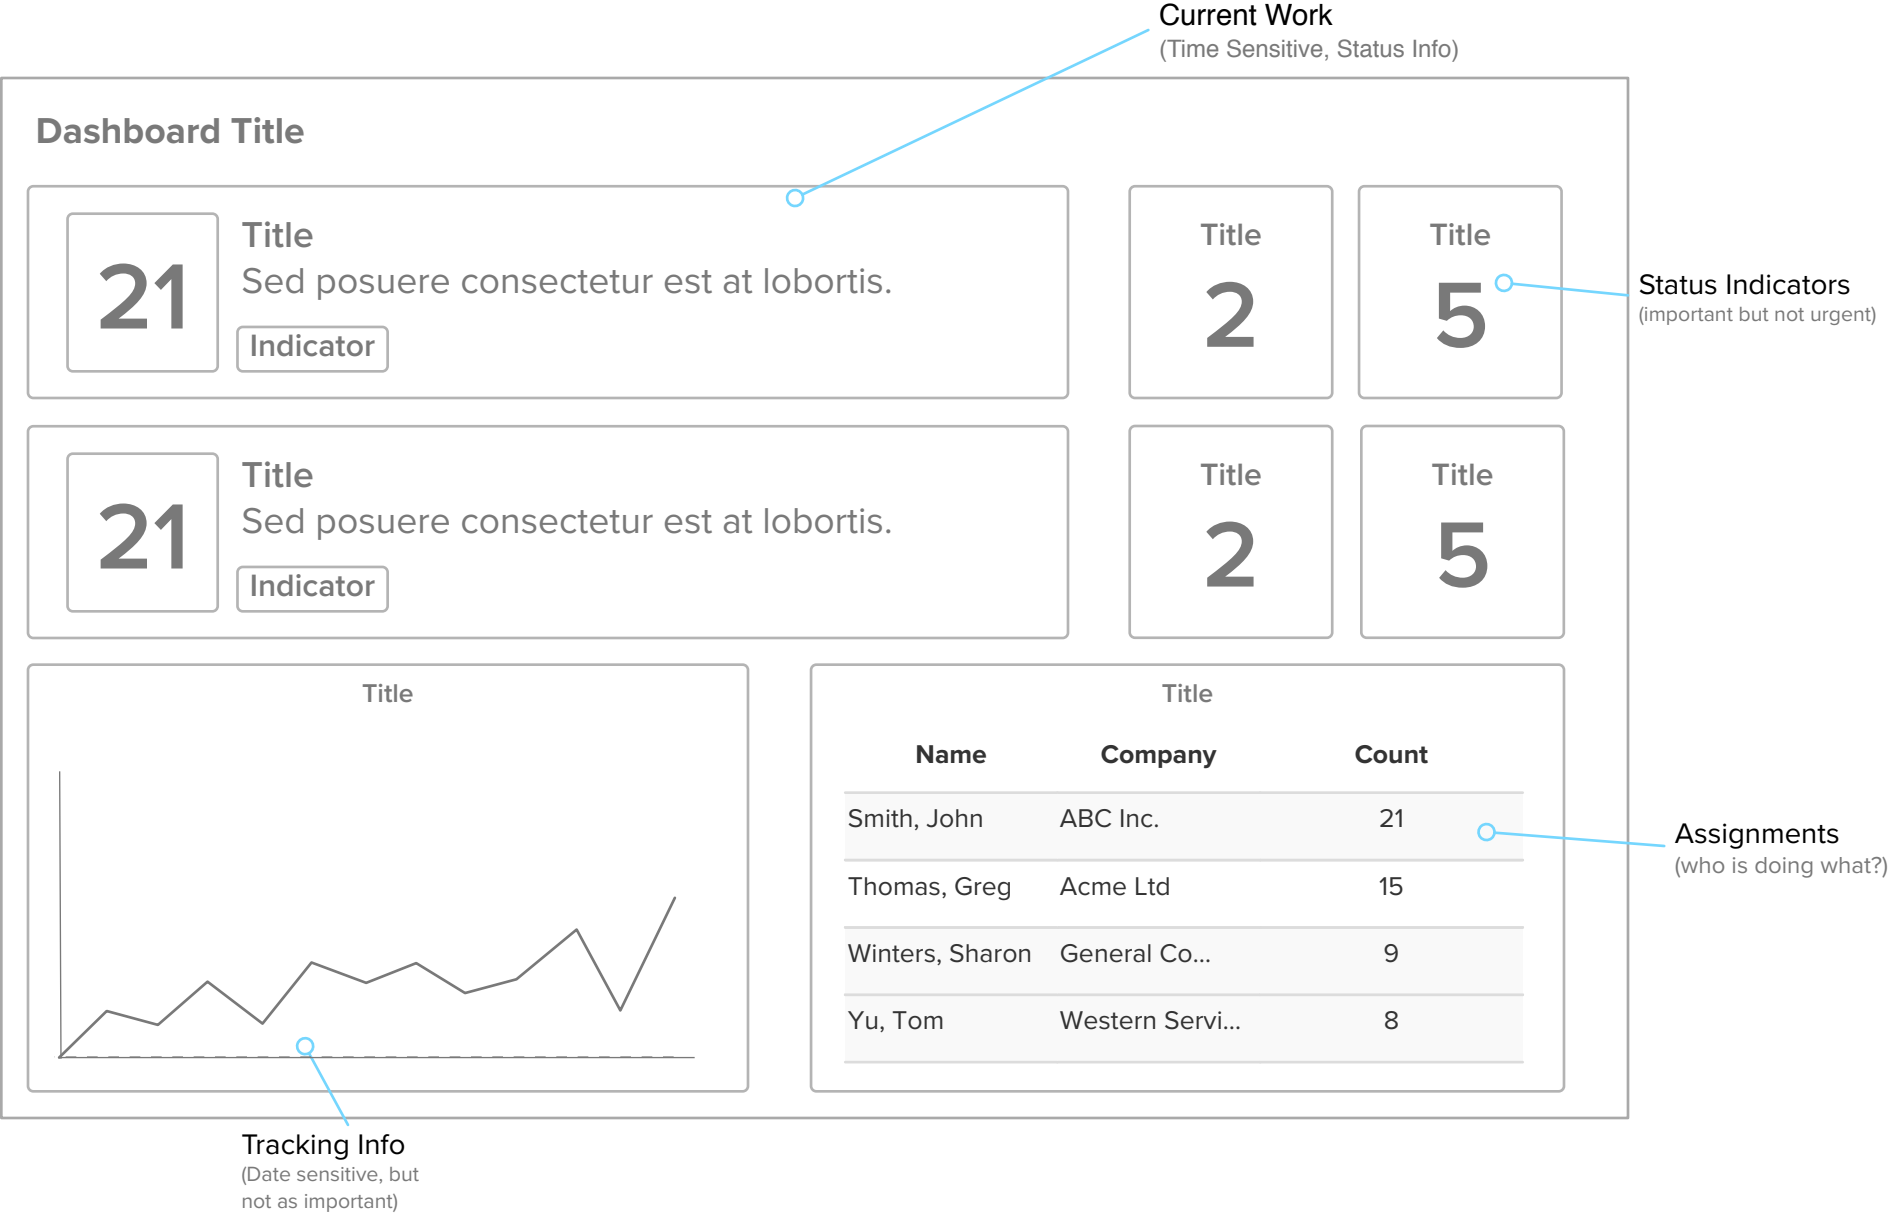 Current Work
(Time Sensitive, Status Info)
Dashboard Title
21
Title
Sed posuere consectetur est at lobortis.
Indicator
Title
2
Title
5
Status Indicators
(important but not urgent)
21
Title
Sed posuere consectetur est at lobortis.
Indicator
Title
2
Title
5
Title
Title
Name Company Count
Smith, John ABC Inc. 21
Thomas, Greg Acme Ltd 15
Winters, Sharon General Co... 9
Yu, Tom Western Servi... 8
Assignments
(who is doing what?)
Tracking Info
(Date sensitive, but
not as important)